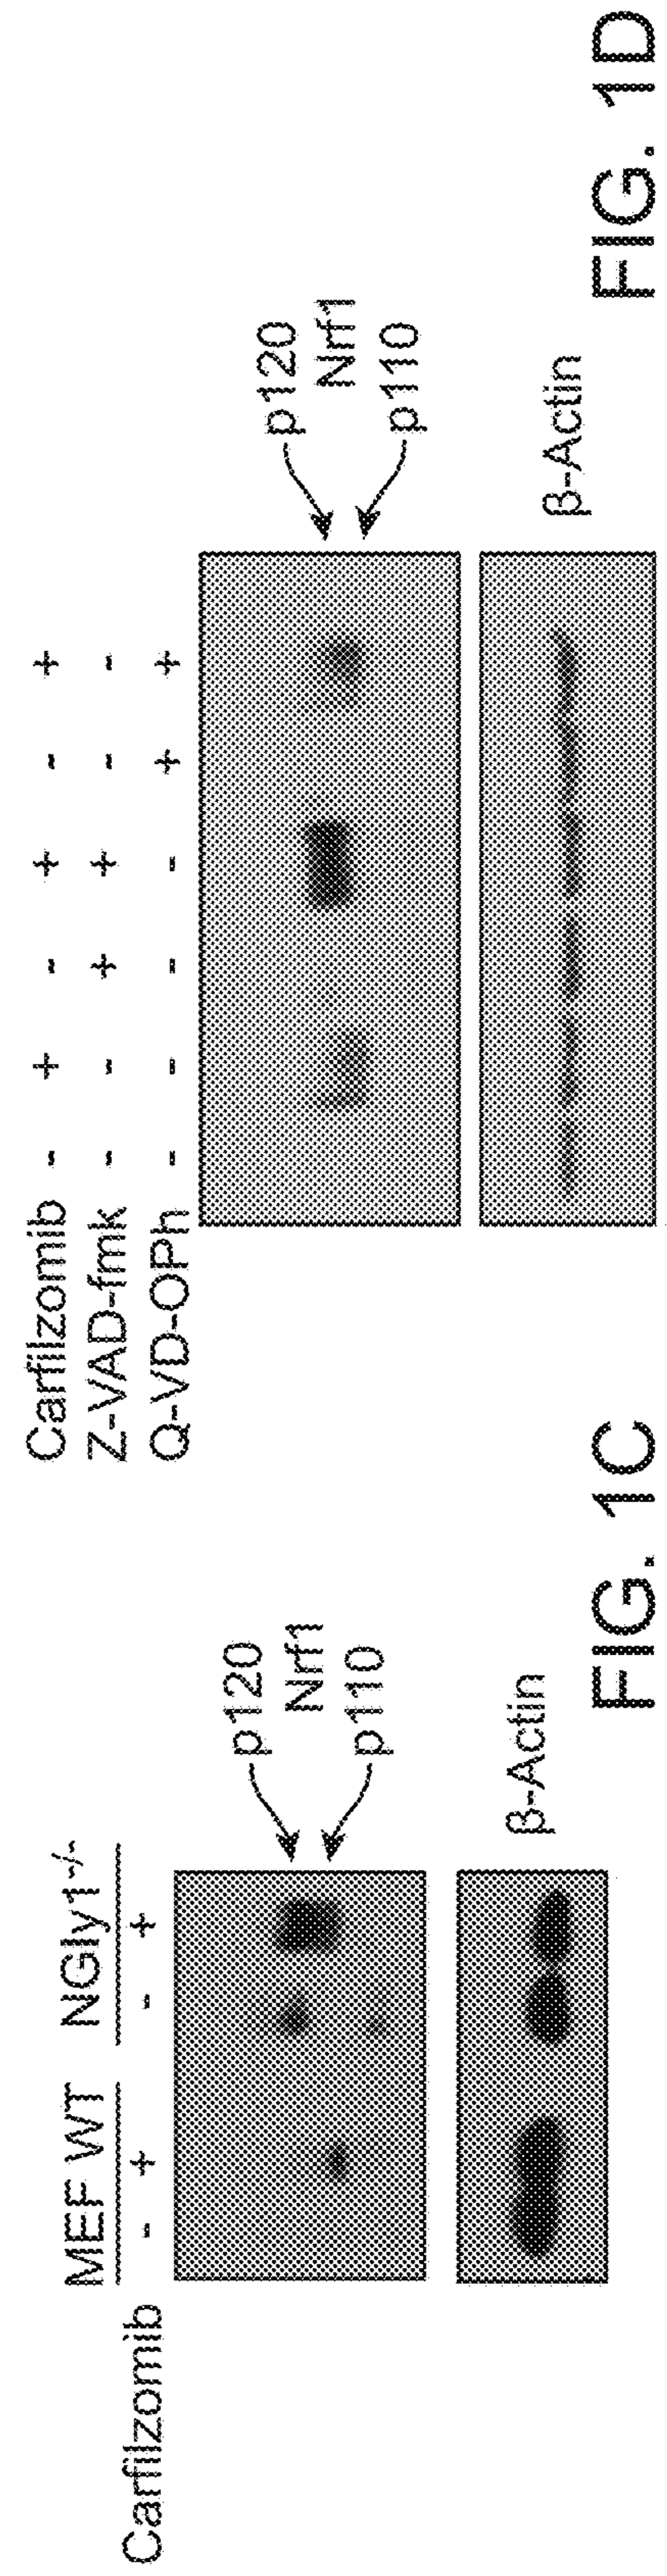 MEF WT NGly1-/-
Carfilzomib - + - +
p120
Nrf1
p110
β-Actin
FIG. 1C
Carfilzomib - + - + - +
Z-VAD-fmk - - + + - -
Q-VD-OPh - - - - + +
p120
Nrf1
p110
β-Actin
FIG. 1D